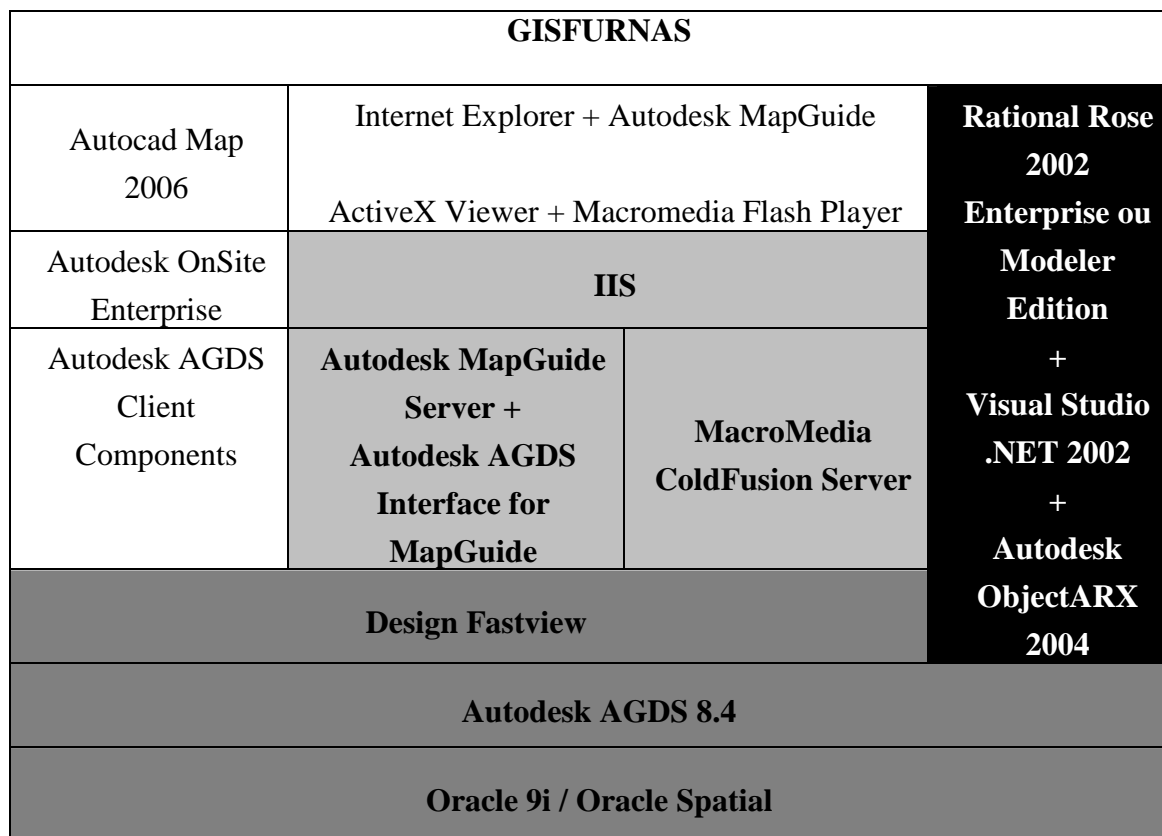 GISFURNAS
Autocad Map
2006
Internet Explorer + Autodesk MapGuide
ActiveX Viewer + Macromedia Flash Player
Rational Rose
2002
Enterprise ou
Modeler
Edition
+
Visual Studio
.NET 2002
+
Autodesk
ObjectARX
2004
Autodesk OnSite
Enterprise
IIS
Autodesk AGDS
Client
Components
Autodesk MapGuide
Server +
Autodesk AGDS
Interface for
MapGuide
MacroMedia
ColdFusion Server
Design Fastview
Autodesk AGDS 8.4
Oracle 9i / Oracle Spatial